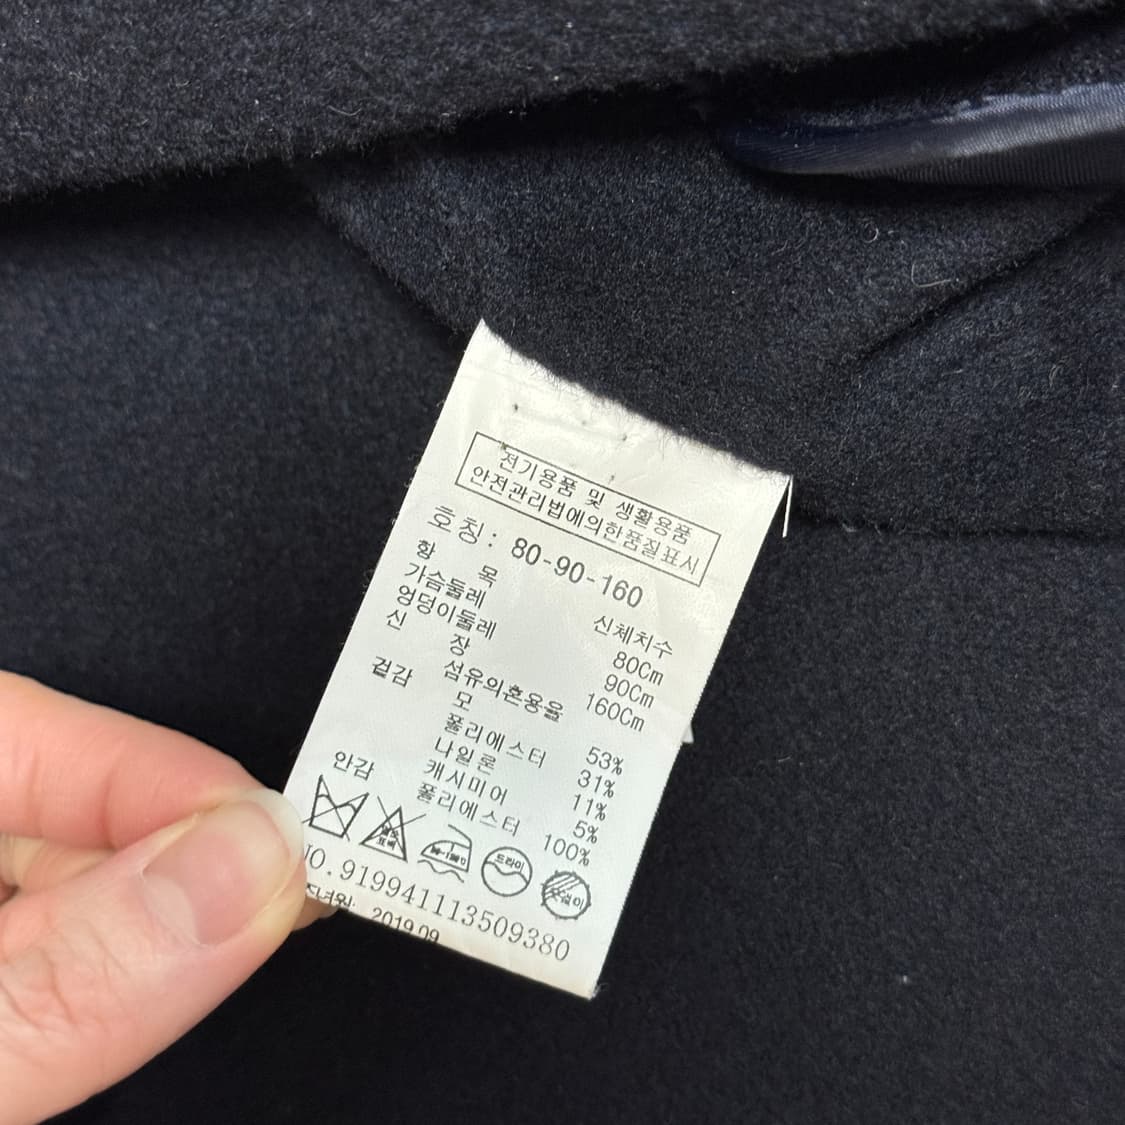 전기용품 및 생활용품
안전관리법에의한품질표시
호칭: 80-90-160
항 목 신체치수
가슴둘레 80Cm
엉덩이둘레 90Cm
신 장 160Cm
섬유의혼용율
겉감 모 53%
폴리에스터 31%
나일론 11%
캐시미어 5%
안감 폴리에스터 100%
드라이
NO.919941113509380
2019.09